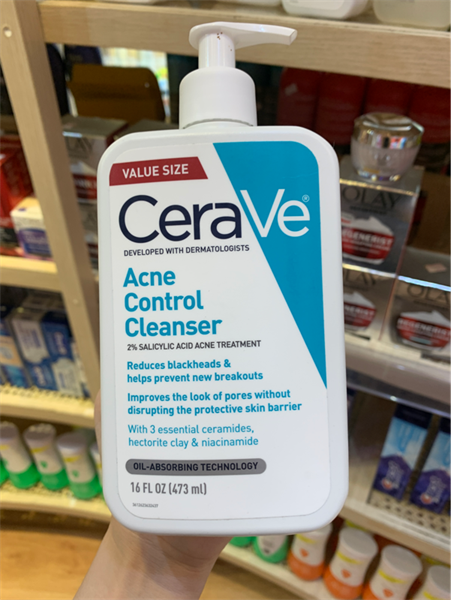 VALUE SIZE
CeraVe®
DEVELOPED WITH DERMATOLOGISTS
Acne
Control
Cleanser
2% SALICYLIC ACID ACNE TREATMENT
Reduces blackheads &
helps prevent new breakouts
Improves the look of pores without
disrupting the protective skin barrier
With 3 essential ceramides,
hectorite clay & niacinamide
OIL-ABSORBING TECHNOLOGY
16 FL OZ (473 ml)
OLAY
OLAY
REGENERIST